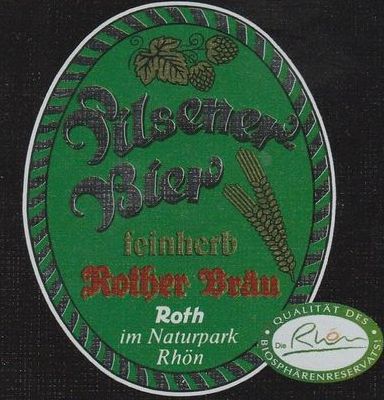 Pilsener
Bier
feinherb
Rother Bräu
Roth
im Naturpark
Rhön
QUALITÄT DES
Die Rhön
BIOSPHÄRENRESERVATS!